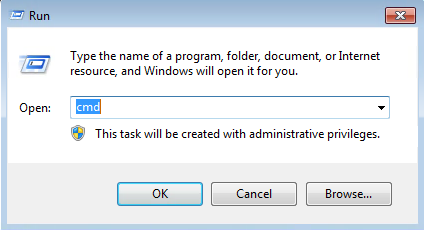 Run
Type the name of a program, folder, document, or Internet
resource, and Windows will open it for you.
Open: cmd
This task will be created with administrative privileges.
OK Cancel Browse...